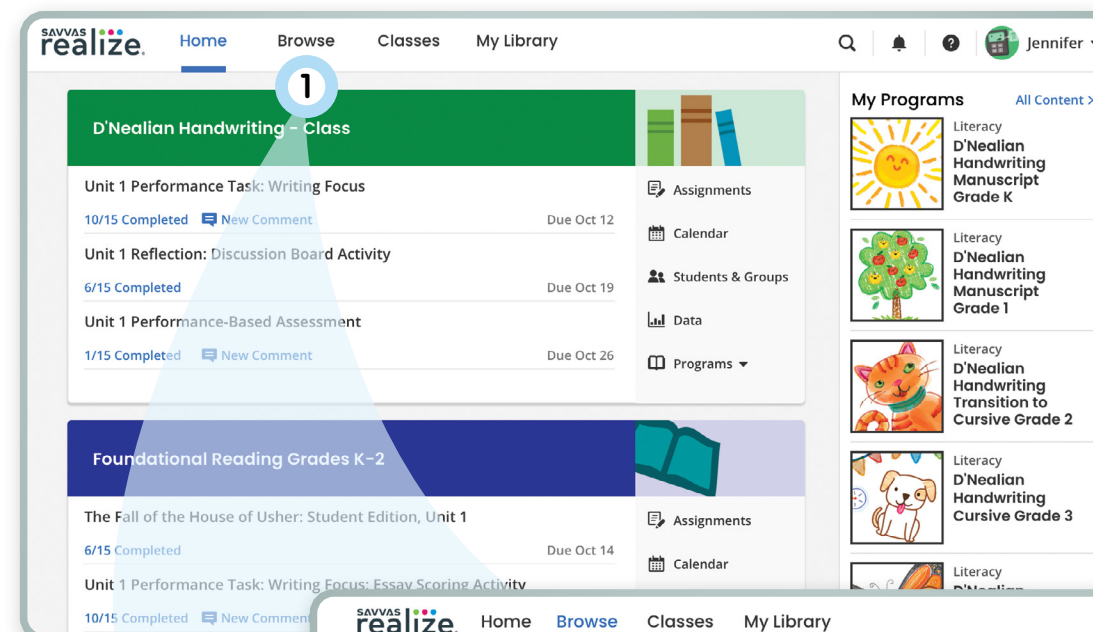 SAVVAS
realize.
Home Browse Classes My Library
Jennifer
1
D'Nealian Handwriting - Class
Unit 1 Performance Task: Writing Focus
10/15 Completed New Comment Due Oct 12
Unit 1 Reflection: Discussion Board Activity
6/15 Completed Due Oct 19
Unit 1 Performance-Based Assessment
1/15 Completed New Comment Due Oct 26
Assignments
Calendar
Students & Groups
Data
Programs
Foundational Reading Grades K-2
The Fall of the House of Usher: Student Edition, Unit 1
6/15 Completed Due Oct 14
Unit 1 Performance Task: Writing Focus: Essay Scoring Activity
10/15 Completed New Comment
Assignments
Calendar
My Programs All Content >
Literacy
D'Nealian
Handwriting
Manuscript
Grade K
Literacy
D'Nealian
Handwriting
Manuscript
Grade 1
Literacy
D'Nealian
Handwriting
Transition to
Cursive Grade 2
Literacy
D'Nealian
Handwriting
Cursive Grade 3
Literacy
D'Nealian
SAVVAS
realize.
Home Browse Classes My Library